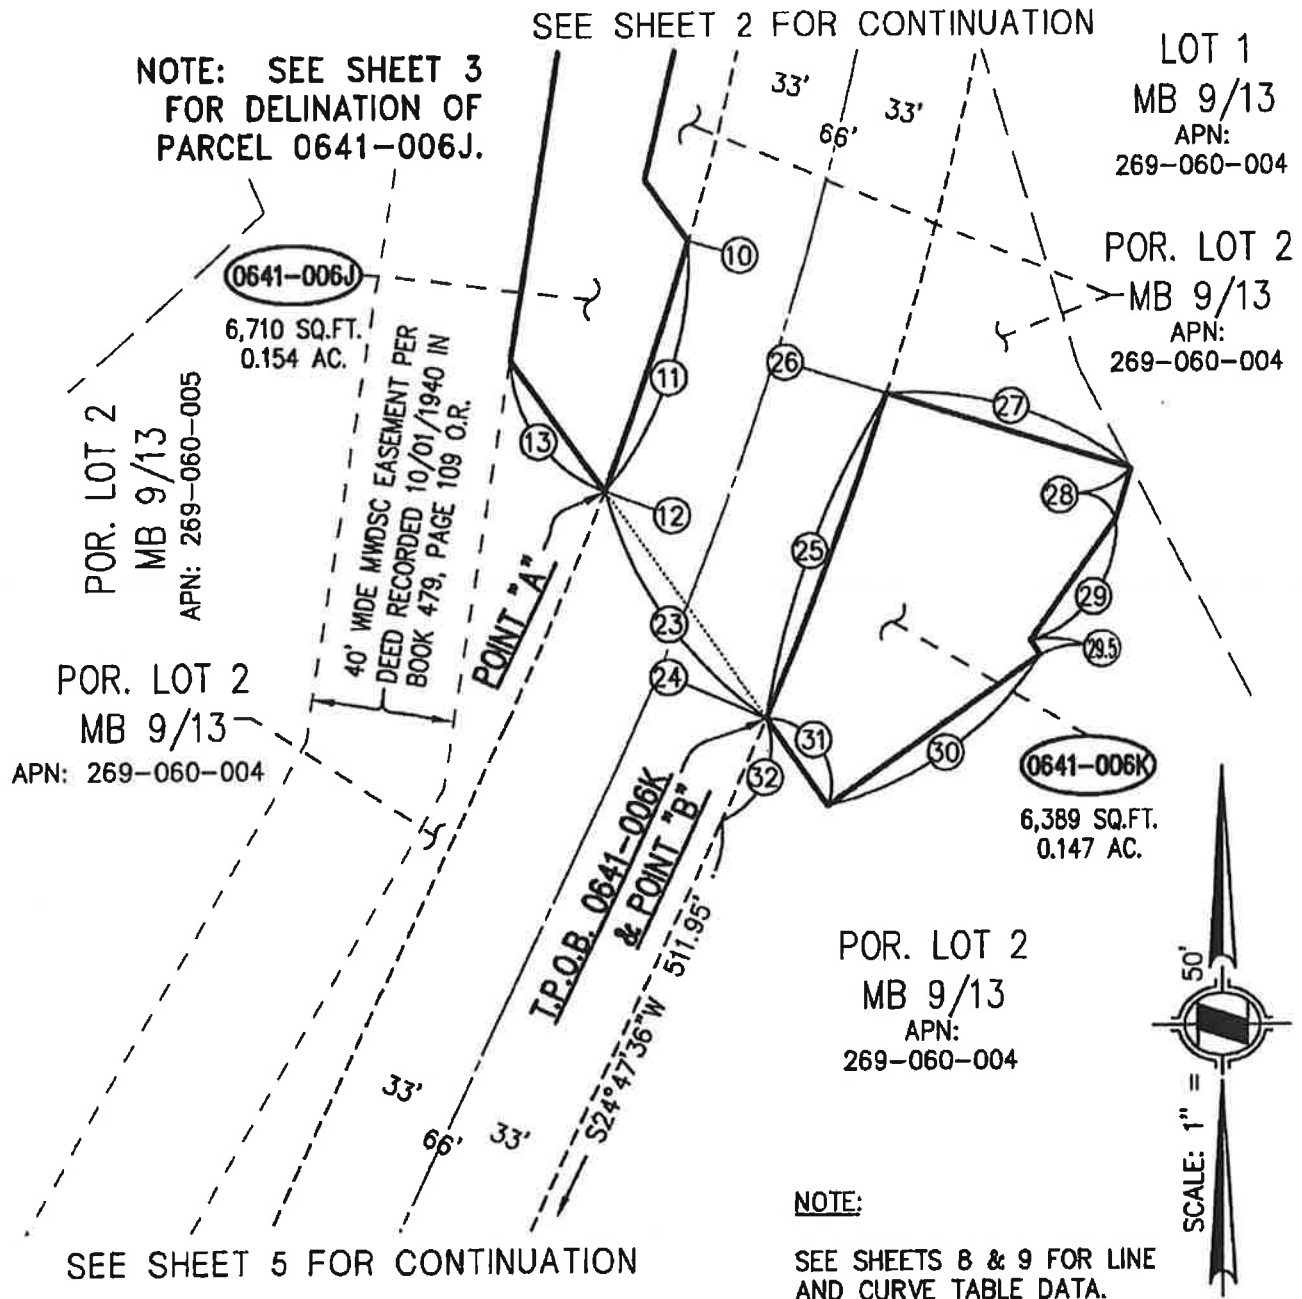 SEE SHEET 2 FOR CONTINUATION
NOTE: SEE SHEET 3
FOR DELINATION OF
PARCEL 0641-006J.
33'
33'
66'
LOT 1
MB 9/13
APN:
269-060-004
POR. LOT 2
MB 9/13
APN:
269-060-004
0641-006J
6,710 SQ.FT.
0.154 AC.
10
11
13
12
26
27
28
25
29
29.5
23
24
31
32
30
POR. LOT 2
MB 9/13
APN: 269-060-005
40' WIDE MWDSC EASEMENT PER
DEED RECORDED 10/01/1940 IN
BOOK 479, PAGE 109 O.R.
POINT "A"
POR. LOT 2
MB 9/13
APN: 269-060-004
T.P.O.B. 0641-006K
& POINT "B"
S24°47'36"W 511.95'
0641-006K
6,389 SQ.FT.
0.147 AC.
POR. LOT 2
MB 9/13
APN:
269-060-004
33'
66'
33'
SCALE: 1" = 50'
NOTE:
SEE SHEETS 8 & 9 FOR LINE
AND CURVE TABLE DATA.
SEE SHEET 5 FOR CONTINUATION